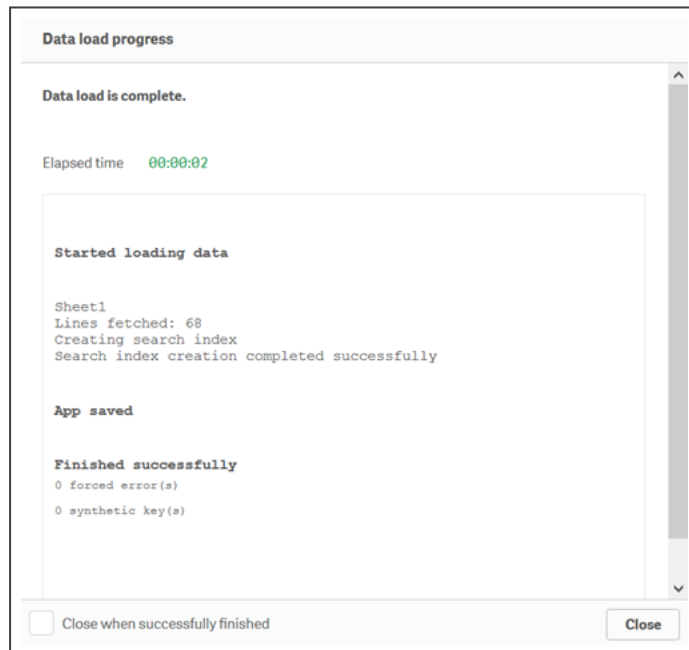 Data load progress
Data load is complete.
Elapsed time 00:00:02
Started loading data
Sheet1
Lines fetched: 68
Creating search index
Search index creation completed successfully
App saved
Finished successfully
0 forced error(s)
0 synthetic key(s)
Close when successfully finished
Close